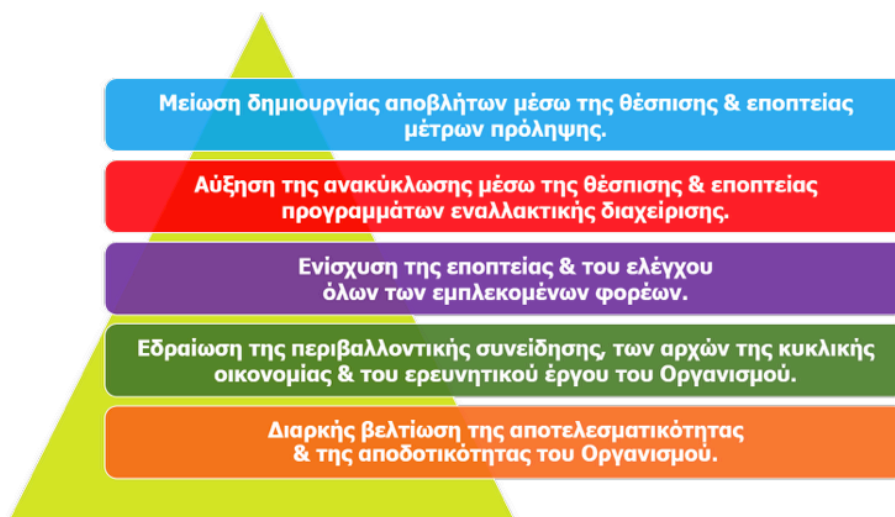 Μείωση δημιουργίας αποβλήτων μέσω της θέσπισης & εποπτείας
μέτρων πρόληψης.
Αύξηση της ανακύκλωσης μέσω της θέσπισης & εποπτείας
προγραμμάτων εναλλακτικής διαχείρισης.
Ενίσχυση της εποπτείας & του ελέγχου
όλων των εμπλεκομένων φορέων.
Εδραίωση της περιβαλλοντικής συνείδησης, των αρχών της κυκλικής
οικονομίας & του ερευνητικού έργου του Οργανισμού.
Διαρκής βελτίωση της αποτελεσματικότητας
& της αποδοτικότητας του Οργανισμού.